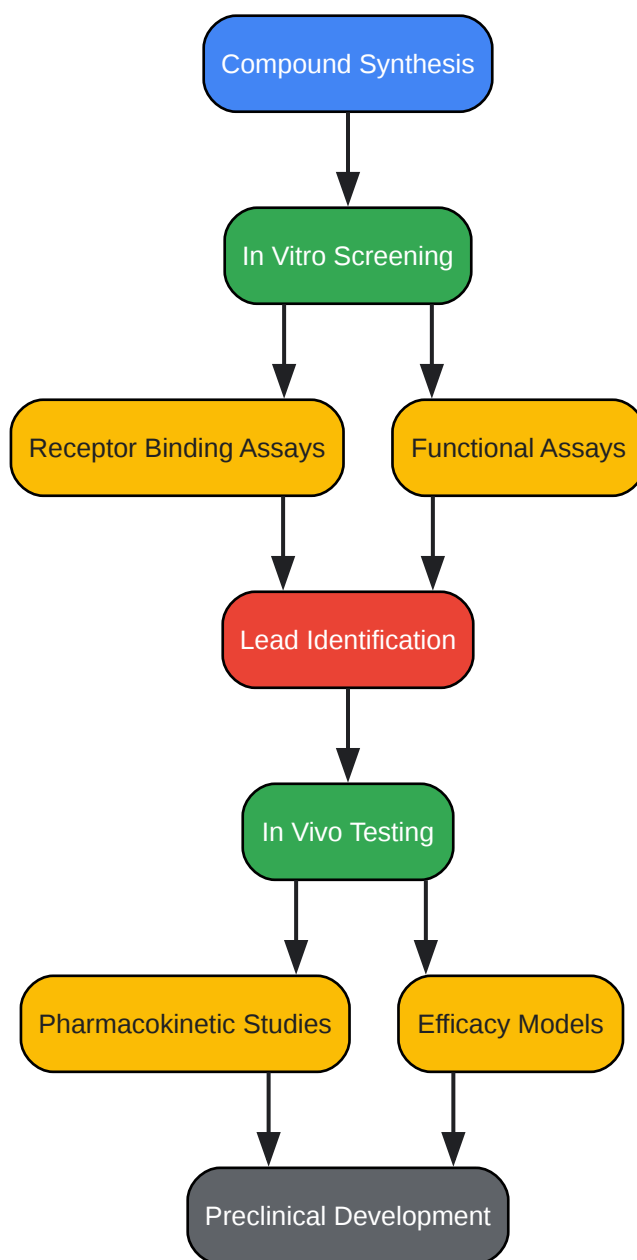 Compound Synthesis
In Vitro Screening
Receptor Binding Assays
Functional Assays
Lead Identification
In Vivo Testing
Pharmacokinetic Studies
Efficacy Models
Preclinical Development